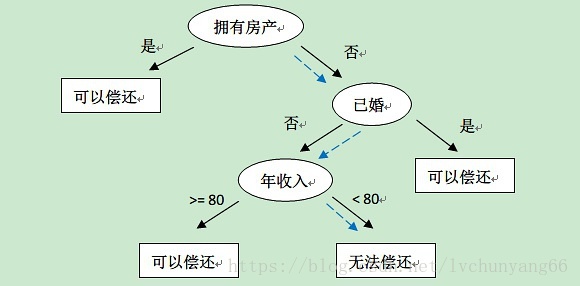 拥有房产
是
否
可以偿还
已婚
否
是
年收入
可以偿还
>= 80
< 80
可以偿还
无法偿还
https://blog.csdn.net/lvchunyang66